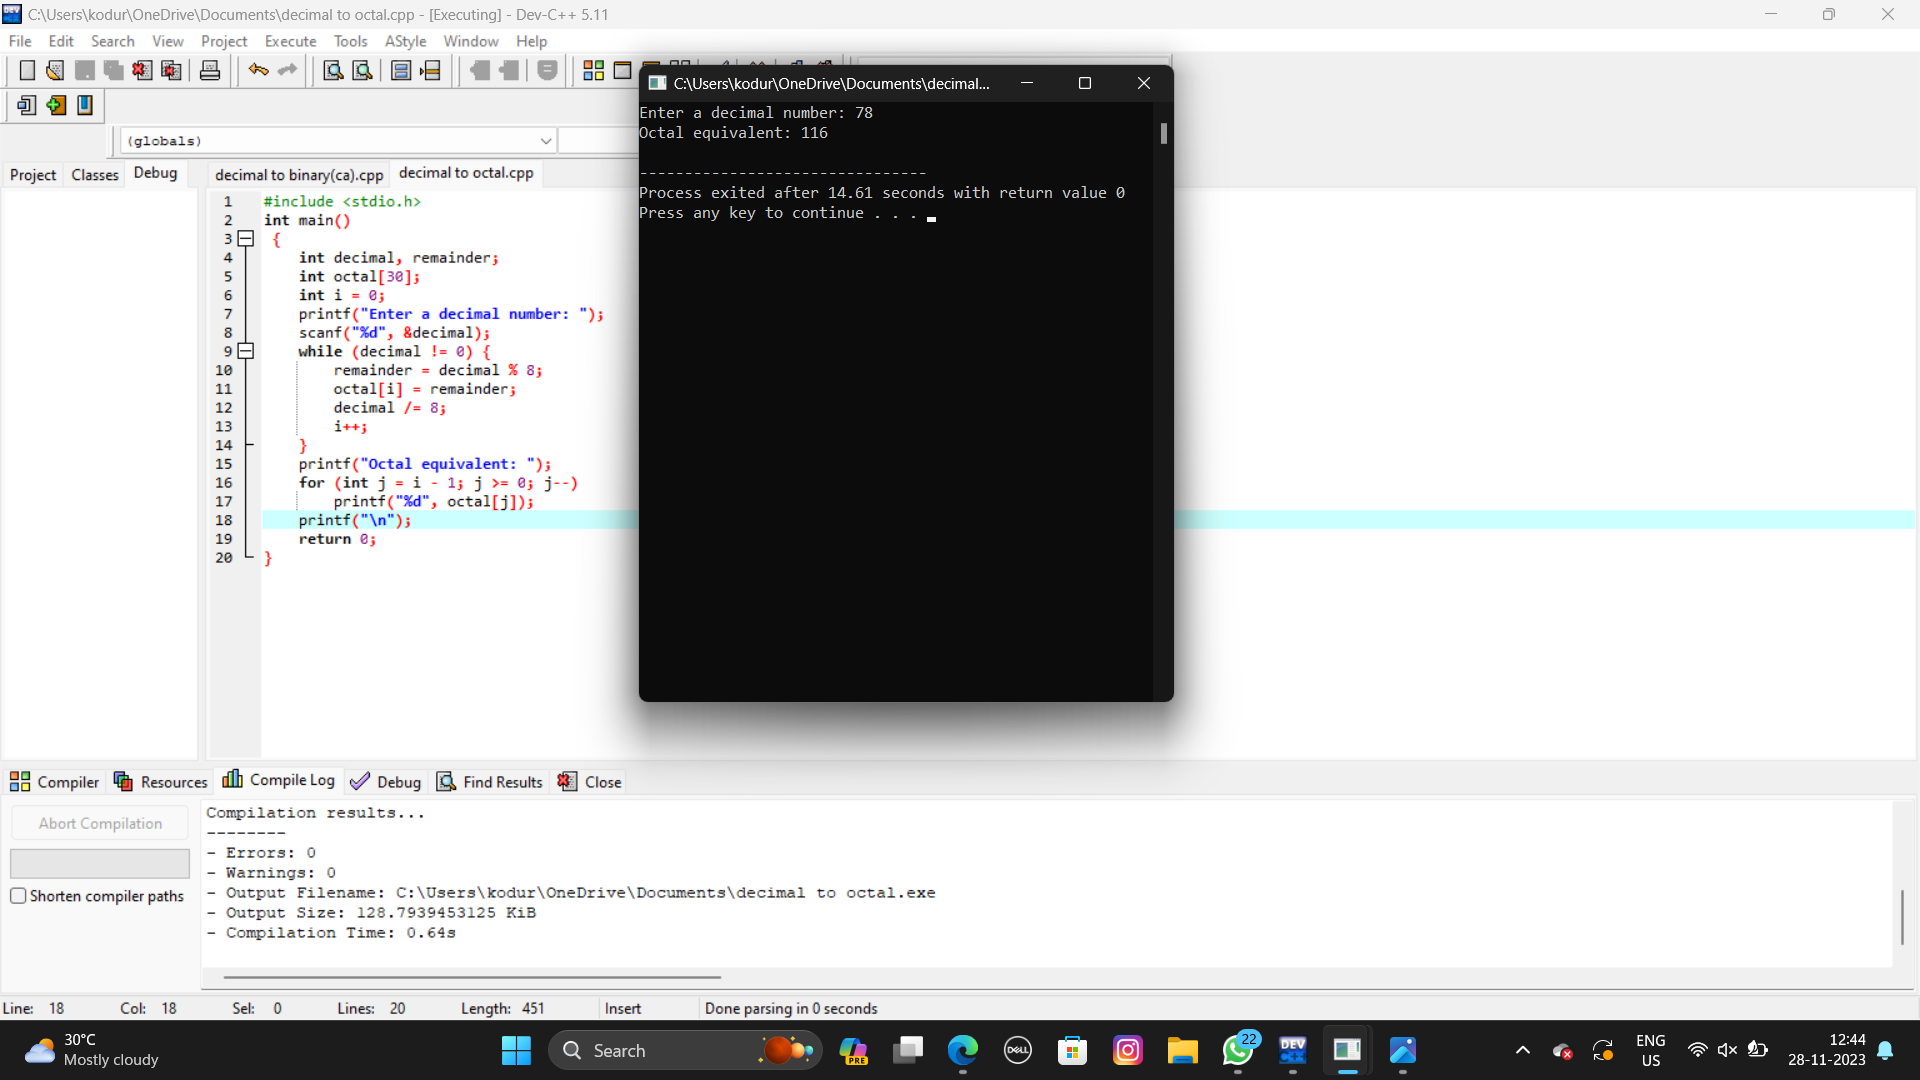 C:\Users\kodur\OneDrive\Documents\decimal to octal.cpp - [Executing] - Dev-C++ 5.11
File Edit Search View Project Execute Tools AStyle Window Help
(globals)
Project Classes Debug
decimal to binary(ca).cpp decimal to octal.cpp
1 #include <stdio.h>
2 int main()
3 {
4 int decimal, remainder;
5 int octal[30];
6 int i = 0;
7 printf("Enter a decimal number: ");
8 scanf("%d", &decimal);
9 while (decimal != 0) {
10 remainder = decimal % 8;
11 octal[i] = remainder;
12 decimal /= 8;
13 i++;
14 }
15 printf("Octal equivalent: ");
16 for (int j = i - 1; j >= 0; j--)
17 printf("%d", octal[j]);
18 printf("\n");
19 return 0;
20 }
C:\Users\kodur\OneDrive\Documents\decimal...
Enter a decimal number: 78
Octal equivalent: 116
--------------------------------
Process exited after 14.61 seconds with return value 0
Press any key to continue . . .
Compiler Resources Compile Log Debug Find Results Close
Abort Compilation
Shorten compiler paths
Compilation results...
--------
- Errors: 0
- Warnings: 0
- Output Filename: C:\Users\kodur\OneDrive\Documents\decimal to octal.exe
- Output Size: 128.7939453125 KiB
- Compilation Time: 0.64s
Line: 18 Col: 18 Sel: 0 Lines: 20 Length: 451 Insert Done parsing in 0 seconds
30°C
Mostly cloudy
Search
PRE
DELL
22
DEV
C++
ENG
US
12:44
28-11-2023